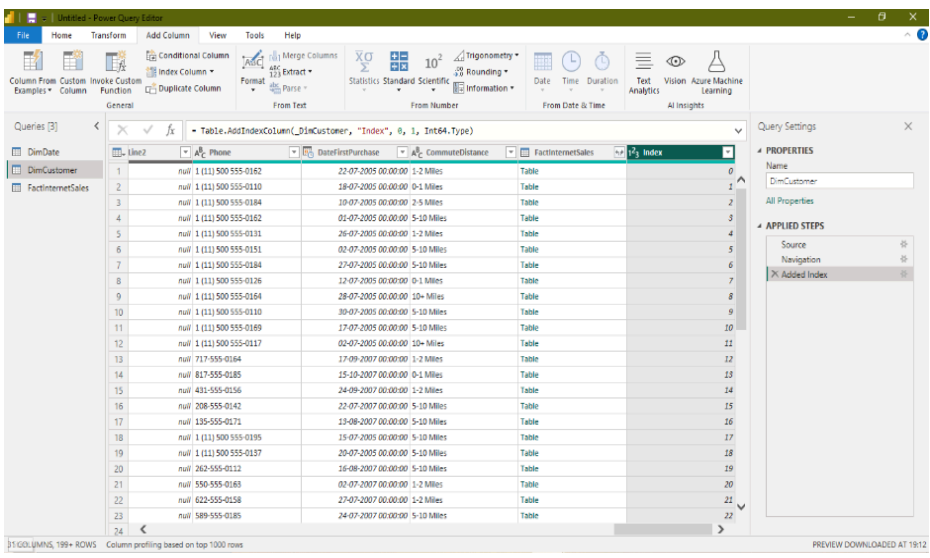 Untitled - Power Query Editor
File Home Transform Add Column View Tools Help
Column From Examples Custom Column Invoke Custom Function
Conditional Column
Index Column
Duplicate Column
General
Format
Merge Columns
Extract
Parse
From Text
Statistics Standard Scientific
Trigonometry
Rounding
Information
From Number
Date Time Duration
From Date & Time
Text Analytics Vision Azure Machine Learning
AI Insights
Queries [3]
DimDate
DimCustomer
FactInternetSales
= Table.AddIndexColumn(_DimCustomer, "Index", 0, 1, Int64.Type)
Line2 Phone DateFirstPurchase CommuteDistance FactInternetSales Index
1 null 1 (11) 500 555-0162 22-07-2005 00:00:00 1-2 Miles Table 0
2 null 1 (11) 500 555-0110 18-07-2005 00:00:00 0-1 Miles Table 1
3 null 1 (11) 500 555-0184 10-07-2005 00:00:00 2-5 Miles Table 2
4 null 1 (11) 500 555-0162 01-07-2005 00:00:00 5-10 Miles Table 3
5 null 1 (11) 500 555-0131 26-07-2005 00:00:00 1-2 Miles Table 4
6 null 1 (11) 500 555-0151 02-07-2005 00:00:00 5-10 Miles Table 5
7 null 1 (11) 500 555-0184 27-07-2005 00:00:00 5-10 Miles Table 6
8 null 1 (11) 500 555-0126 12-07-2005 00:00:00 0-1 Miles Table 7
9 null 1 (11) 500 555-0164 28-07-2005 00:00:00 10+ Miles Table 8
10 null 1 (11) 500 555-0110 30-07-2005 00:00:00 5-10 Miles Table 9
11 null 1 (11) 500 555-0169 17-07-2005 00:00:00 5-10 Miles Table 10
12 null 1 (11) 500 555-0117 02-07-2005 00:00:00 10+ Miles Table 11
13 null 717-555-0164 17-09-2007 00:00:00 1-2 Miles Table 12
14 null 817-555-0185 15-10-2007 00:00:00 0-1 Miles Table 13
15 null 431-555-0156 24-09-2007 00:00:00 1-2 Miles Table 14
16 null 208-555-0142 22-07-2007 00:00:00 5-10 Miles Table 15
17 null 135-555-0171 13-08-2007 00:00:00 5-10 Miles Table 16
18 null 1 (11) 500 555-0195 15-07-2005 00:00:00 5-10 Miles Table 17
19 null 1 (11) 500 555-0137 20-07-2005 00:00:00 5-10 Miles Table 18
20 null 262-555-0112 16-08-2007 00:00:00 5-10 Miles Table 19
21 null 550-555-0163 02-07-2007 00:00:00 1-2 Miles Table 20
22 null 622-555-0158 27-07-2007 00:00:00 1-2 Miles Table 21
23 null 589-555-0185 24-07-2007 00:00:00 5-10 Miles Table 22
24
Query Settings
PROPERTIES
Name
DimCustomer
All Properties
APPLIED STEPS
Source
Navigation
Added Index
COLUMNS, 999+ ROWS Column profiling based on top 1000 rows
PREVIEW DOWNLOADED AT 19:12